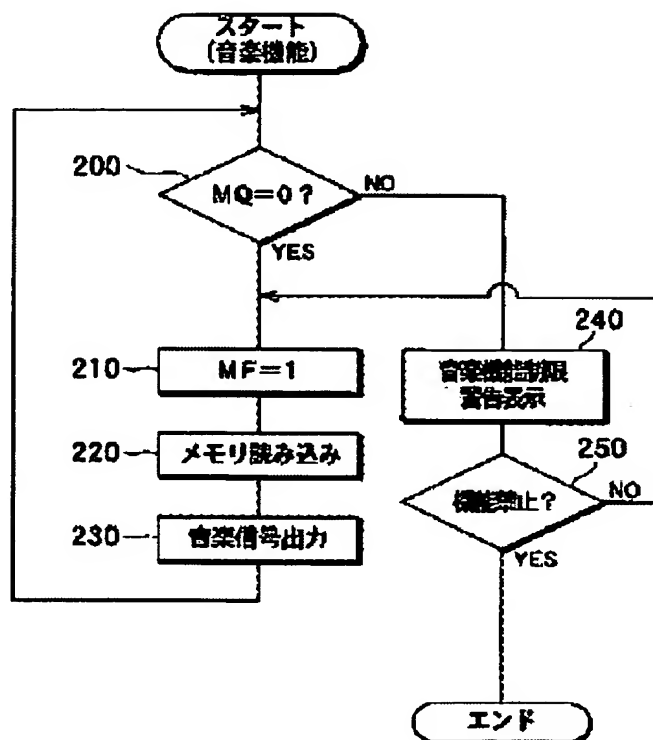 スタート
(音楽機能)
200
MQ=0?
NO
YES
240
210
MF=1
音楽機能制限
警告表示
220
メモリ読み込み
250
機能禁止?
NO
230
音楽信号出力
YES
エンド